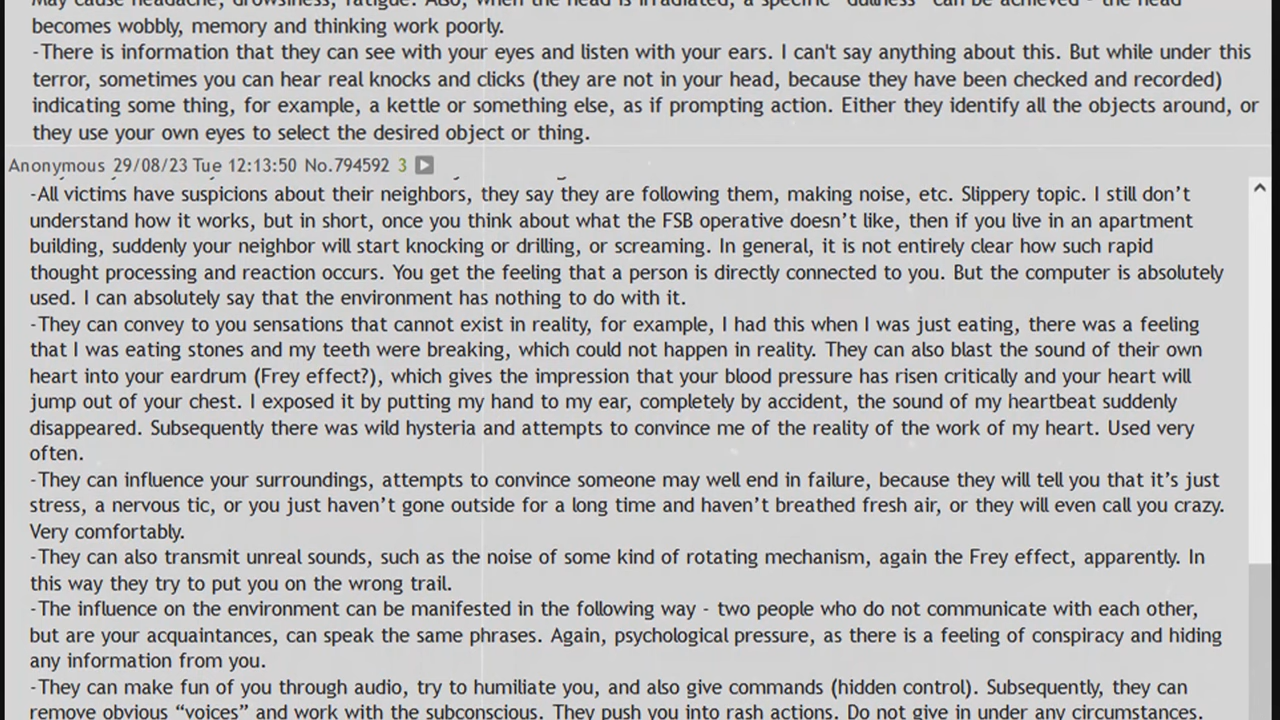 May cause headache, drowsiness, fatigue. Also, when the head is irradiated, a specific "dullness" can be achieved - the head
becomes wobbly, memory and thinking work poorly.
-There is information that they can see with your eyes and listen with your ears. I can't say anything about this. But while under this
terror, sometimes you can hear real knocks and clicks (they are not in your head, because they have been checked and recorded)
indicating some thing, for example, a kettle or something else, as if prompting action. Either they identify all the objects around, or
they use your own eyes to select the desired object or thing.
Anonymous 29/08/23 Tue 12:13:50 No.794592 3
-All victims have suspicions about their neighbors, they say they are following them, making noise, etc. Slippery topic. I still don’t
understand how it works, but in short, once you think about what the FSB operative doesn’t like, then if you live in an apartment
building, suddenly your neighbor will start knocking or drilling, or screaming. In general, it is not entirely clear how such rapid
thought processing and reaction occurs. You get the feeling that a person is directly connected to you. But the computer is absolutely
used. I can absolutely say that the environment has nothing to do with it.
-They can convey to you sensations that cannot exist in reality, for example, I had this when I was just eating, there was a feeling
that I was eating stones and my teeth were breaking, which could not happen in reality. They can also blast the sound of their own
heart into your eardrum (Frey effect?), which gives the impression that your blood pressure has risen critically and your heart will
jump out of your chest. I exposed it by putting my hand to my ear, completely by accident, the sound of my heartbeat suddenly
disappeared. Subsequently there was wild hysteria and attempts to convince me of the reality of the work of my heart. Used very
often.
-They can influence your surroundings, attempts to convince someone may well end in failure, because they will tell you that it’s just
stress, a nervous tic, or you just haven’t gone outside for a long time and haven’t breathed fresh air, or they will even call you crazy.
Very comfortably.
-They can also transmit unreal sounds, such as the noise of some kind of rotating mechanism, again the Frey effect, apparently. In
this way they try to put you on the wrong trail.
-The influence on the environment can be manifested in the following way - two people who do not communicate with each other,
but are your acquaintances, can speak the same phrases. Again, psychological pressure, as there is a feeling of conspiracy and hiding
any information from you.
-They can make fun of you through audio, try to humiliate you, and also give commands (hidden control). Subsequently, they can
remove obvious “voices” and work with the subconscious. They push you into rash actions. Do not give in under any circumstances.